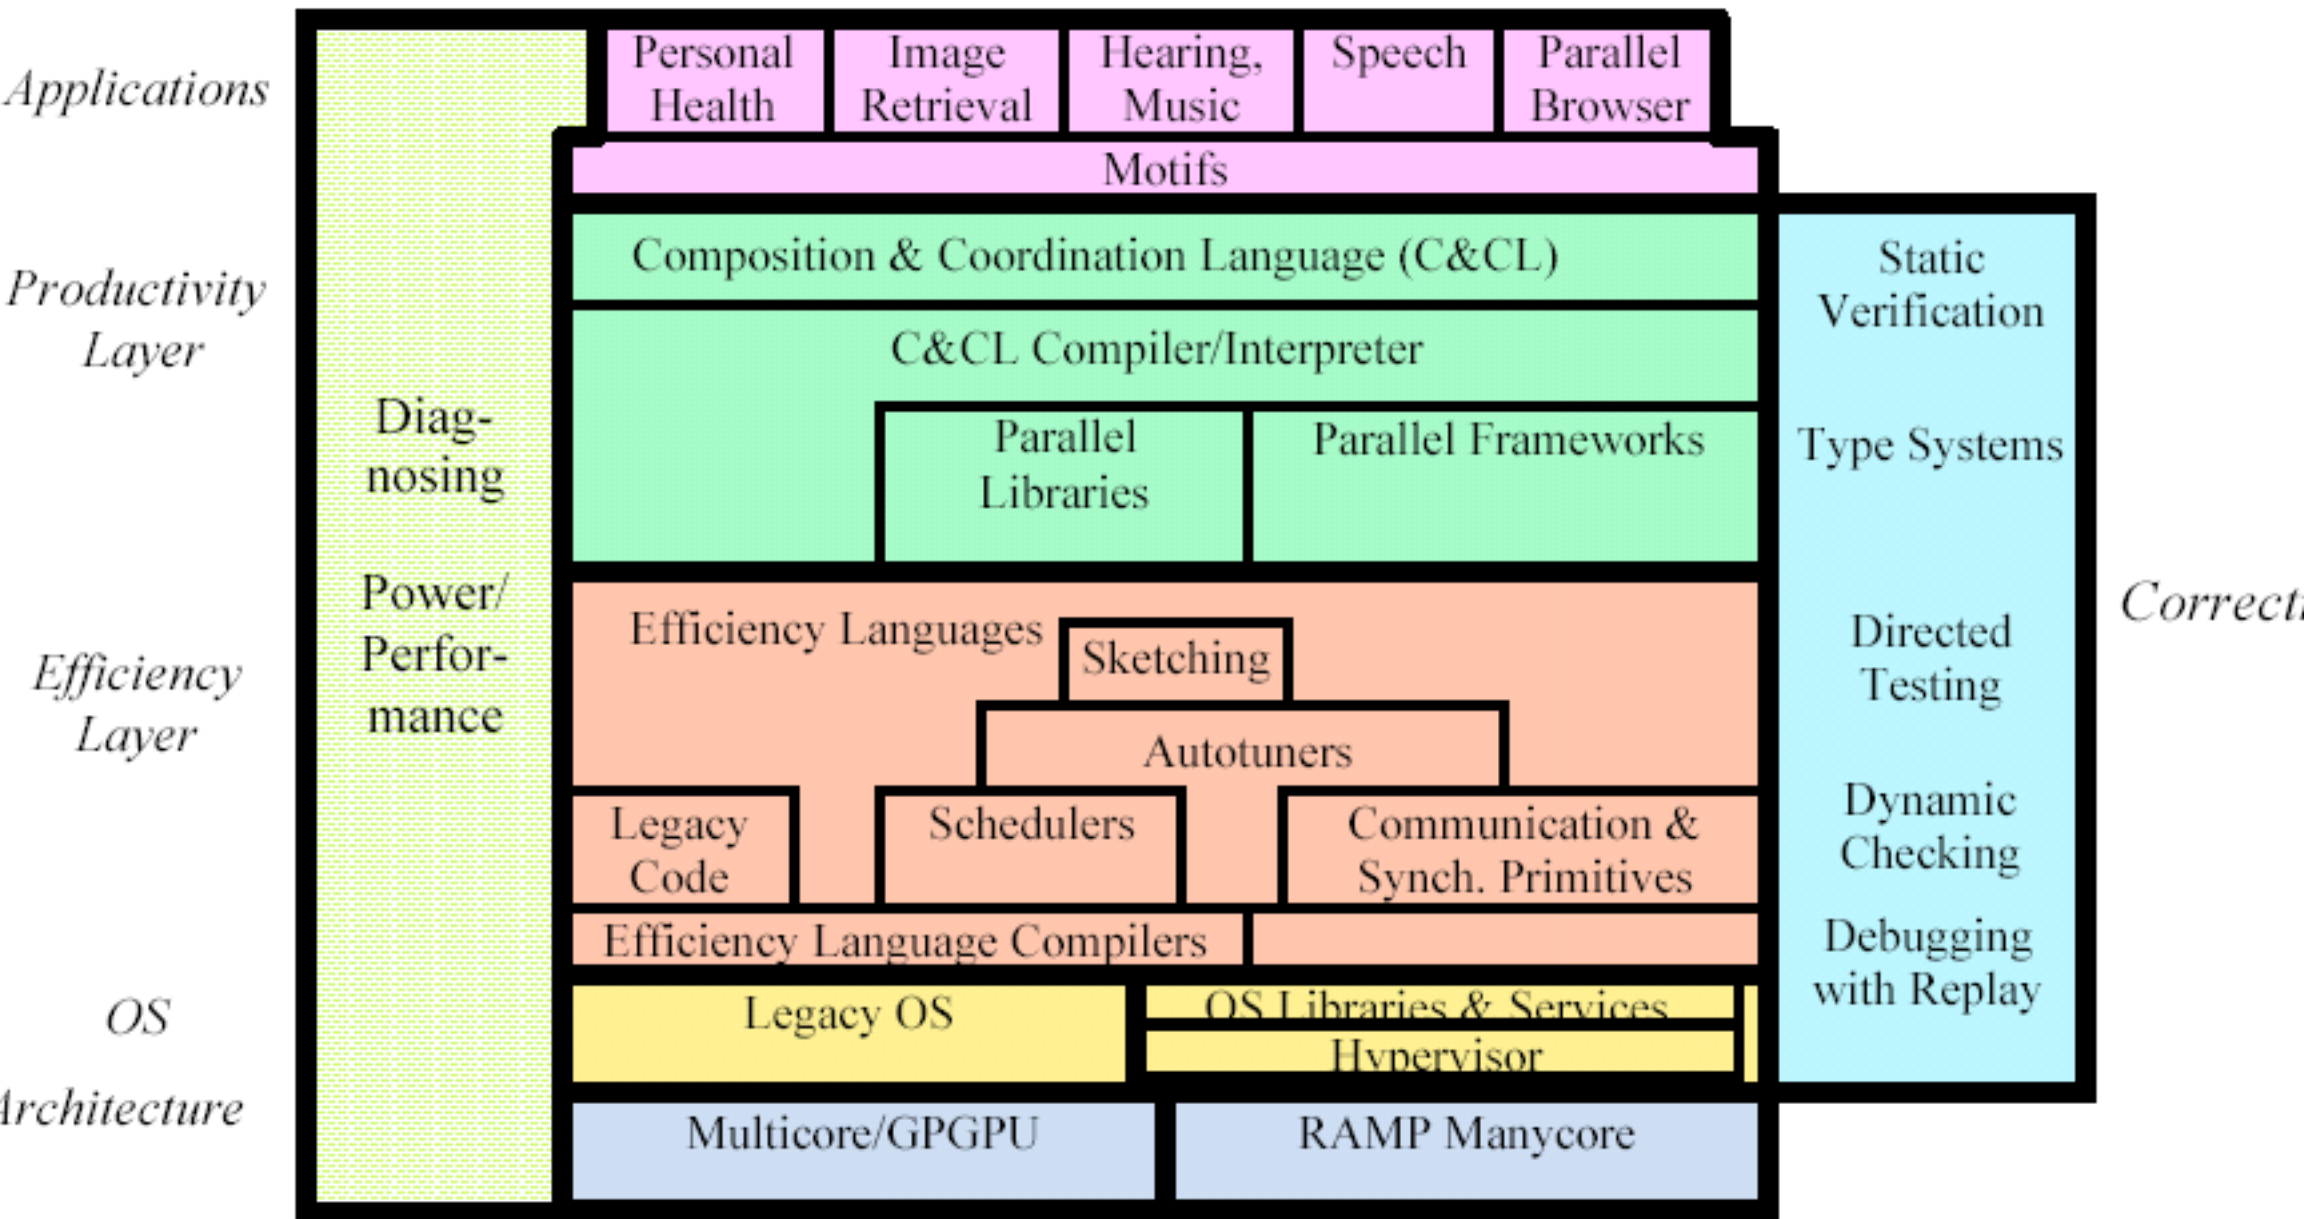 Applications
Personal
Health
Image
Retrieval
Hearing,
Music
Speech
Parallel
Browser
Motifs
Productivity
Layer
Composition & Coordination Language (C&CL)
C&CL Compiler/Interpreter
Parallel
Libraries
Parallel Frameworks
Diag-
nosing
Power/
Perfor-
mance
Efficiency
Layer
Efficiency Languages
Sketching
Autotuners
Legacy
Code
Schedulers
Communication &
Synch. Primitives
Efficiency Language Compilers
OS
Legacy OS
OS Libraries & Services
Hypervisor
Architecture
Multicore/GPGPU
RAMP Manycore
Static
Verification
Type Systems
Directed
Testing
Dynamic
Checking
Debugging
with Replay